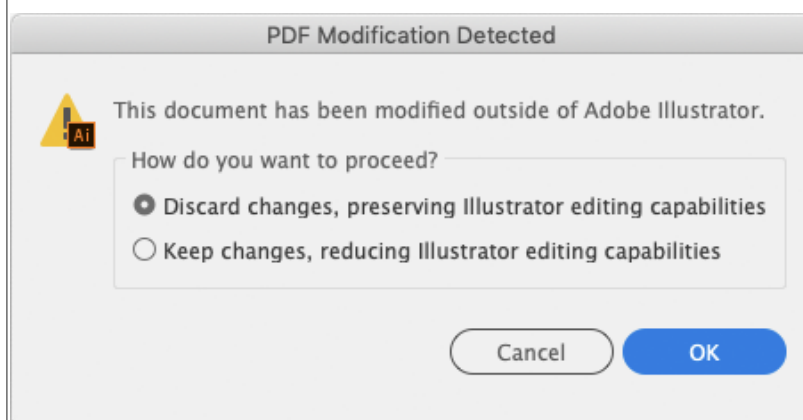 PDF Modification Detected
This document has been modified outside of Adobe Illustrator.
Ai
How do you want to proceed?
Discard changes, preserving Illustrator editing capabilities
Keep changes, reducing Illustrator editing capabilities
Cancel
OK